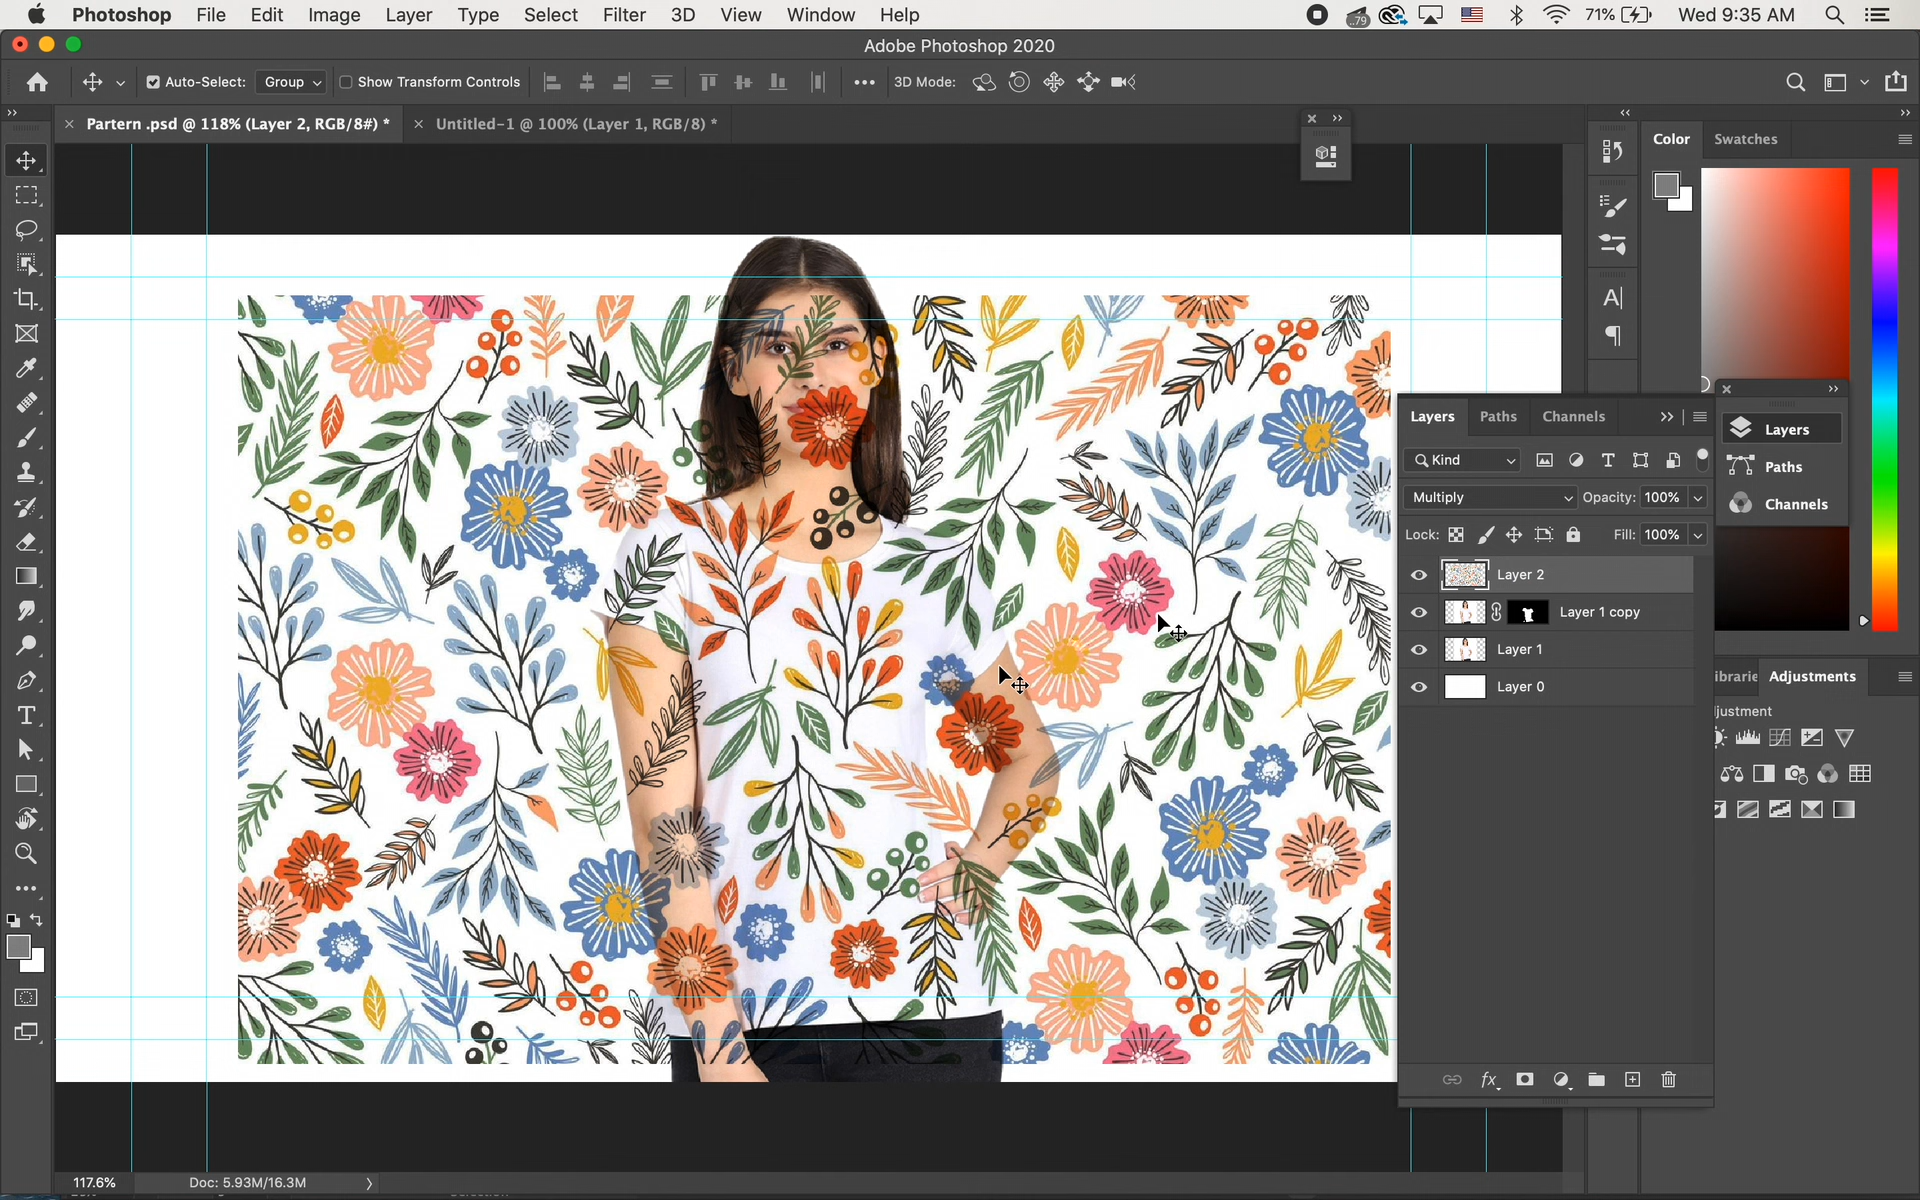 Photoshop File Edit Image Layer Type Select Filter 3D View Window Help .79 71% Wed 9:35 AM
Adobe Photoshop 2020
Auto-Select: Group Show Transform Controls 3D Mode:
Partern .psd @ 118% (Layer 2, RGB/8#) * Untitled-1 @ 100% (Layer 1, RGB/8) *
Color Swatches
Layers Paths Channels
Kind
Multiply Opacity: 100%
Lock: Fill: 100%
Layer 2
Layer 1 copy
Layer 1
Layer 0
Layers
Paths
Channels
ibrarie Adjustments
justment
117.6% Doc: 5.93M/16.3M